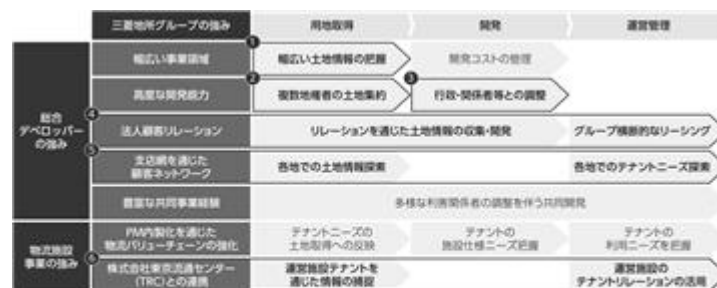 三菱地所グループの強み
用地取得
開発
運営管理
総合
デベロッパー
の強み
幅広い事業領域
❶
幅広い土地情報の把握
開発コストの管理
高度な開発能力
❷
複数地権者の土地集約
❸
行政・関係者等との調整
❹
法人顧客リレーション
リレーションを通じた土地情報の収集・開発
グループ横断的なリーシング
❺
支店網を通じた
顧客ネットワーク
各地での土地情報探索
各地でのテナントニーズ探索
豊富な共同事業経験
多様な利害関係者の調整を伴う共同開発
物流施設
事業の強み
PM内製化を通じた
物流バリューチェーンの強化
テナントニーズの
土地取得への反映
テナントの
施設仕様ニーズ把握
テナントの
利用ニーズを把握
❻
株式会社東京流通センター
(TRC)との連携
運営施設テナントを
通じた情報の捕捉
運営施設の
テナントリレーションの活用